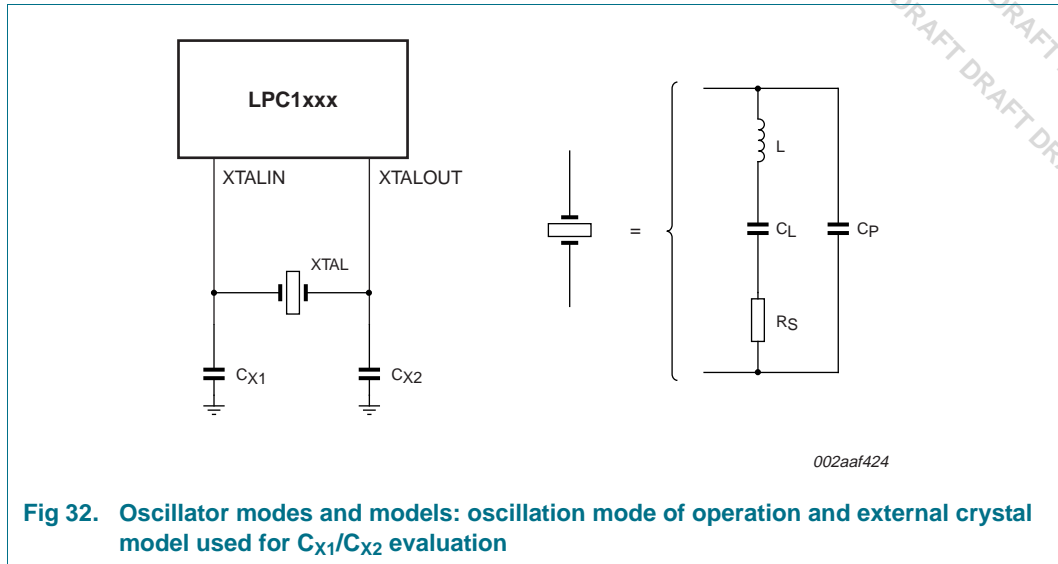 DRAFT DRAFT
DRAFT DRAFT DRA
LPC1xxx
XTALIN
XTALOUT
XTAL
CX1
CX2
=
L
CL
CP
RS
002aaf424
Fig 32. Oscillator modes and models: oscillation mode of operation and external crystal
model used for CX1/CX2 evaluation